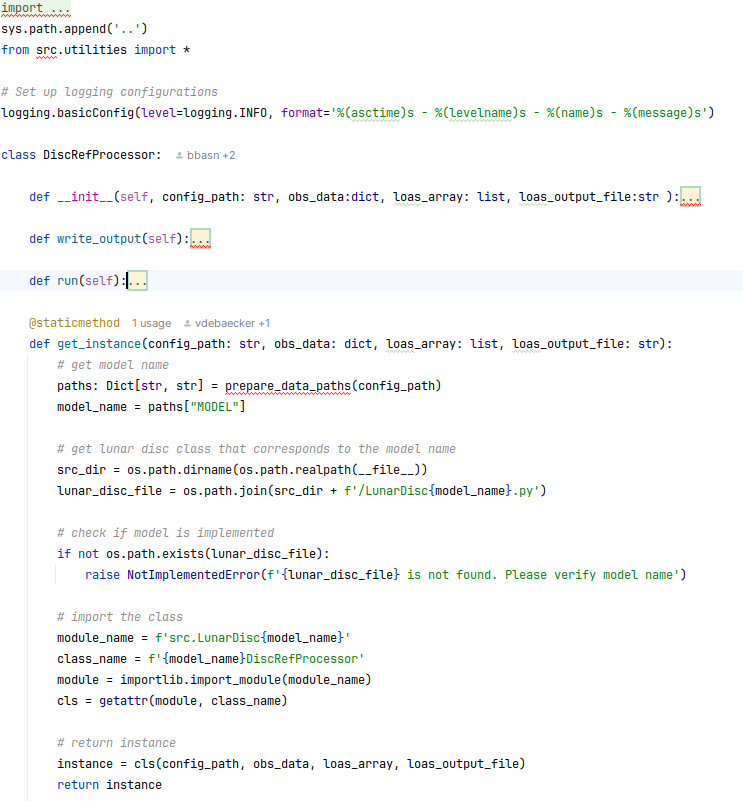 import ...
sys.path.append('..')
from src.utilities import *
# Set up logging configurations
logging.basicConfig(level=logging.INFO, format='%(asctime)s - %(levelname)s - %(name)s - %(message)s')
class DiscRefProcessor: bbasn +2
def __init__(self, config_path: str, obs_data:dict, loas_array: list, loas_output_file:str ):...
def write_output(self):...
def run(self):...
@staticmethod 1 usage vdebaecker +1
def get_instance(config_path: str, obs_data: dict, loas_array: list, loas_output_file: str):
# get model name
paths: Dict[str, str] = prepare_data_paths(config_path)
model_name = paths["MODEL"]
# get lunar disc class that corresponds to the model name
src_dir = os.path.dirname(os.path.realpath(__file__))
lunar_disc_file = os.path.join(src_dir + f'/LunarDisc{model_name}.py')
# check if model is implemented
if not os.path.exists(lunar_disc_file):
raise NotImplementedError(f'{lunar_disc_file} is not found. Please verify model name')
# import the class
module_name = f'src.LunarDisc{model_name}'
class_name = f'{model_name}DiscRefProcessor'
module = importlib.import_module(module_name)
cls = getattr(module, class_name)
# return instance
instance = cls(config_path, obs_data, loas_array, loas_output_file)
return instance